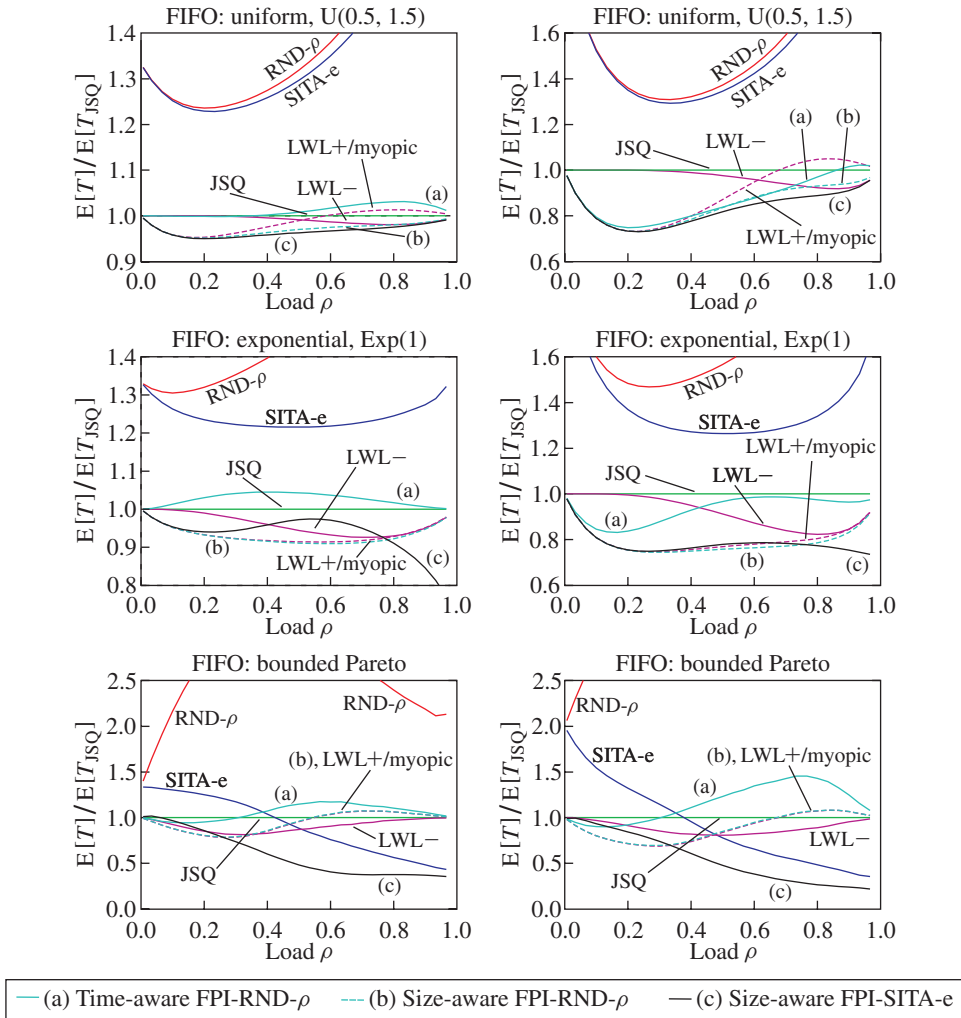 FIFO: uniform, U(0.5, 1.5)
E[T]/E[T_JSQ]
1.4
1.3
1.2
1.1
1.0
0.9
RND-ρ
SITA-e
LWL+/myopic
JSQ
LWL−
(a)
(b)
(c)
0.0 0.2 0.4 0.6 0.8 1.0
Load ρ
FIFO: uniform, U(0.5, 1.5)
E[T]/E[T_JSQ]
1.6
1.4
1.2
1.0
0.8
0.6
RND-ρ
SITA-e
(a)
(b)
JSQ
LWL−
(c)
LWL+/myopic
0.0 0.2 0.4 0.6 0.8 1.0
Load ρ
FIFO: exponential, Exp(1)
E[T]/E[T_JSQ]
1.4
1.3
1.2
1.1
1.0
0.9
0.8
RND-ρ
SITA-e
JSQ
LWL−
(a)
(b)
LWL+/myopic
(c)
0.0 0.2 0.4 0.6 0.8 1.0
Load ρ
FIFO: exponential, Exp(1)
E[T]/E[T_JSQ]
1.6
1.4
1.2
1.0
0.8
0.6
RND-ρ
SITA-e
LWL+/myopic
JSQ
LWL−
(a)
(b)
(c)
0.0 0.2 0.4 0.6 0.8 1.0
Load ρ
FIFO: bounded Pareto
E[T]/E[T_JSQ]
2.5
2.0
1.5
1.0
0.5
0.0
RND-ρ
RND-ρ
SITA-e
(b), LWL+/myopic
(a)
LWL−
JSQ
(c)
0.0 0.2 0.4 0.6 0.8 1.0
Load ρ
FIFO: bounded Pareto
E[T]/E[T_JSQ]
2.5
2.0
1.5
1.0
0.5
0.0
RND-ρ
SITA-e
(b), LWL+/myopic
(a)
LWL−
JSQ
(c)
0.0 0.2 0.4 0.6 0.8 1.0
Load ρ
(a) Time-aware FPI-RND-ρ (b) Size-aware FPI-RND-ρ (c) Size-aware FPI-SITA-e